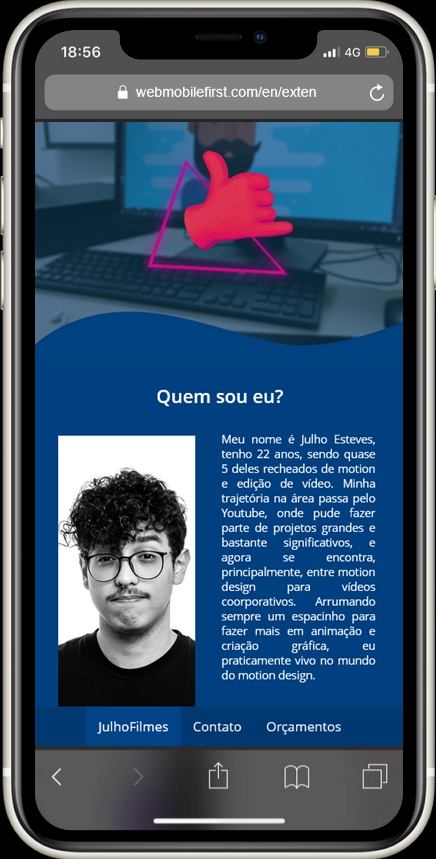 18:56
4G
webmobilefirst.com/en/exten
Quem sou eu?
Meu nome é Julho Esteves,
tenho 22 anos, sendo quase
5 deles recheados de motion
e edição de vídeo. Minha
trajetória na área passa pelo
Youtube, onde pude fazer
parte de projetos grandes e
bastante significativos, e
agora se encontra,
principalmente, entre motion
design para vídeos
coorporativos. Arrumando
sempre um espacinho para
fazer mais em animação e
criação gráfica, eu
praticamente vivo no mundo
do motion design.
JulhoFilmes Contato Orçamentos